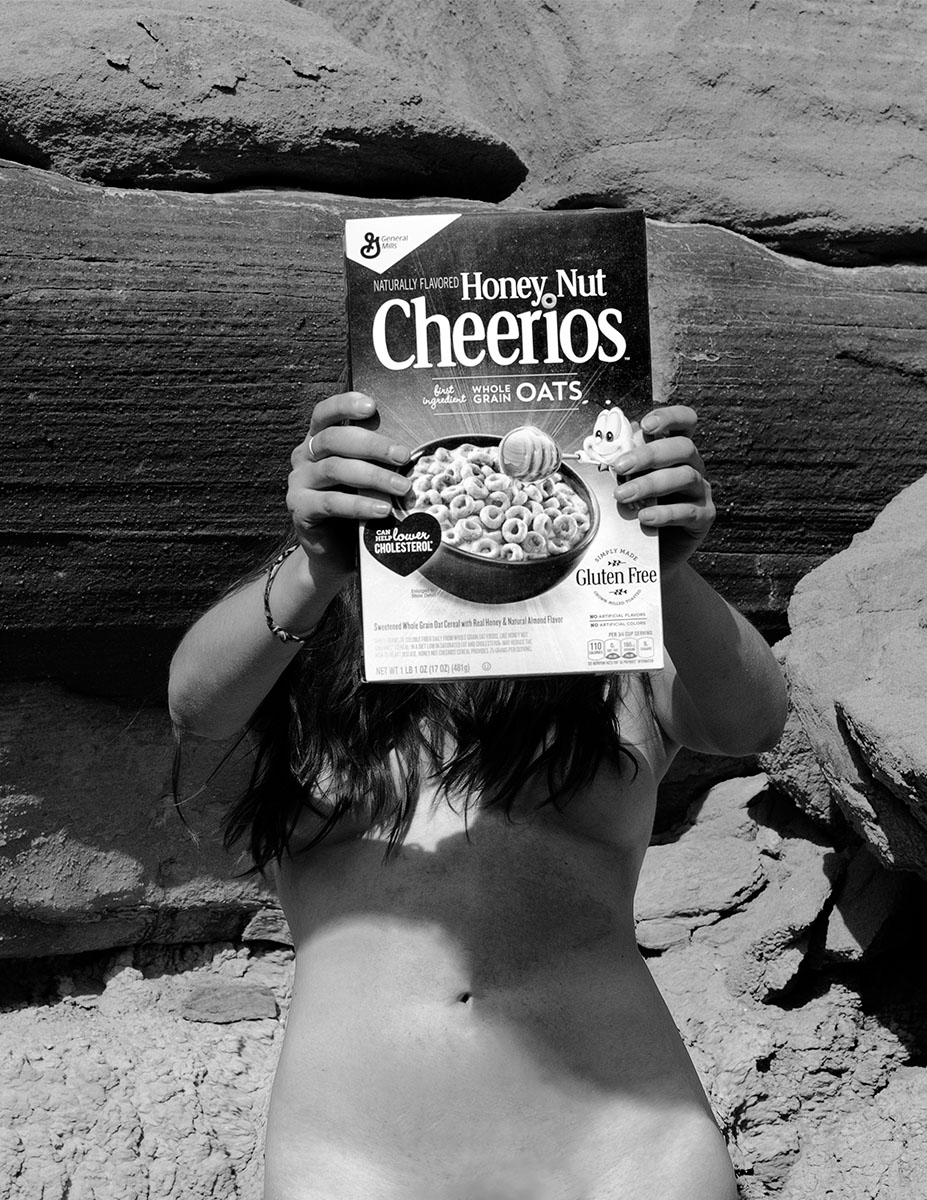 General
Mills
NATURALLY FLAVORED Honey Nut
Cheerios
first
ingredient
WHOLE
GRAIN
OATS
CAN
HELP lower
CHOLESTEROL
SIMPLY MADE
Gluten Free
NO ARTIFICIAL FLAVORS
NO ARTIFICIAL COLORS
PER 3/4 CUP SERVING
110
CALORIES
Sweetened Whole Grain Oat Cereal with Real Honey & Natural Almond Flavor
NET WT 1 LB 1 OZ (17 OZ) (481g)